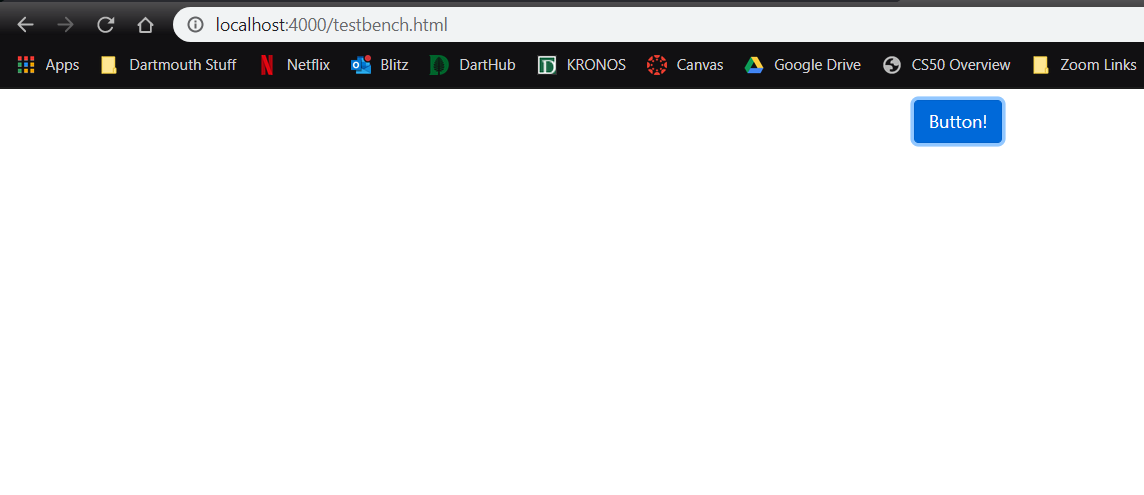 localhost:4000/testbench.html
Apps Dartmouth Stuff Netflix Blitz DartHub KRONOS Canvas Google Drive CS50 Overview Zoom Links
Button!